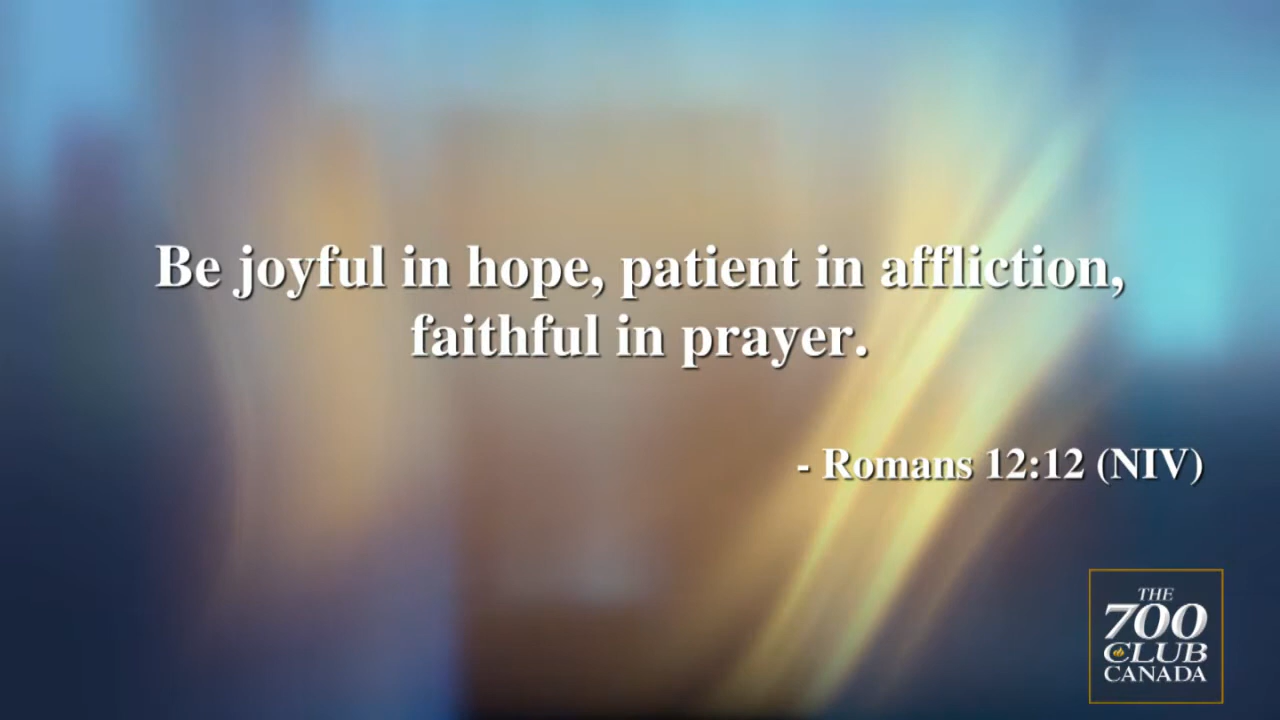 Be joyful in hope, patient in affliction,
faithful in prayer.
- Romans 12:12 (NIV)
THE
700
CLUB
CANADA